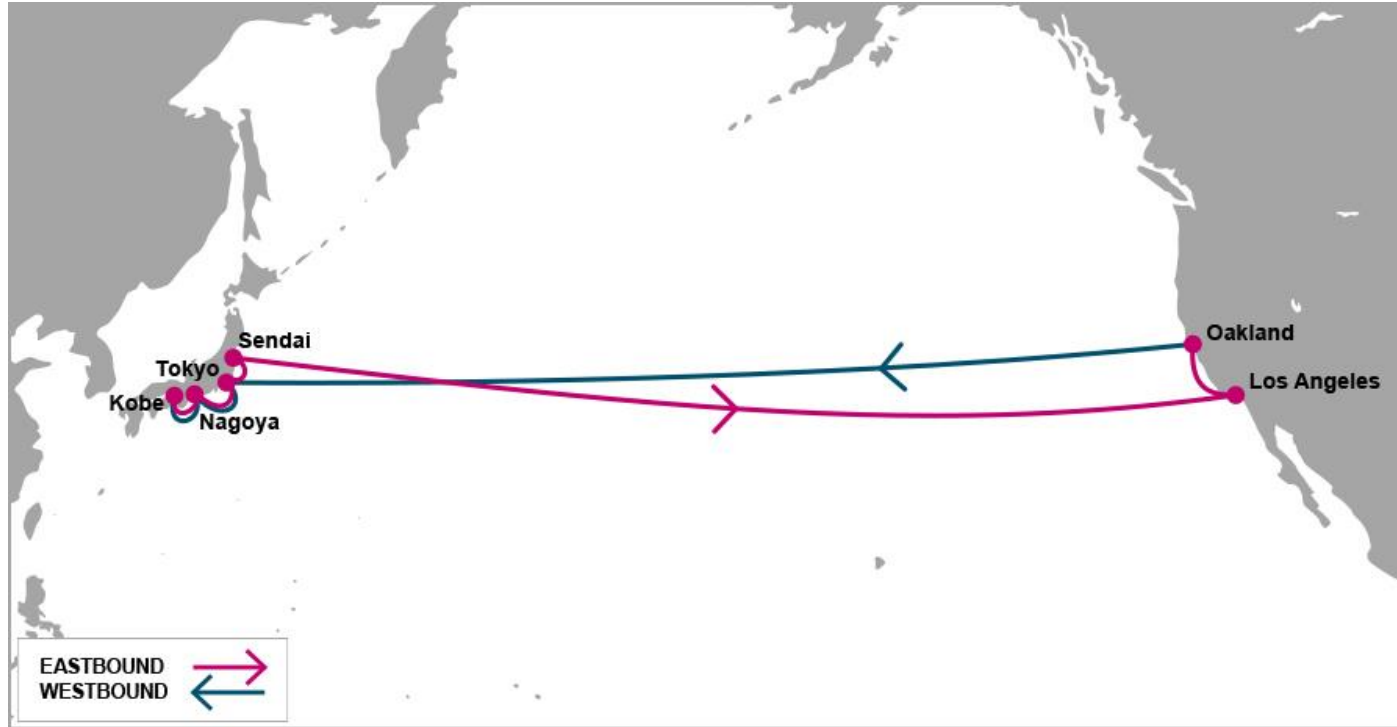 Sendai
Tokyo
Kobe
Nagoya
Oakland
Los Angeles
EASTBOUND
WESTBOUND